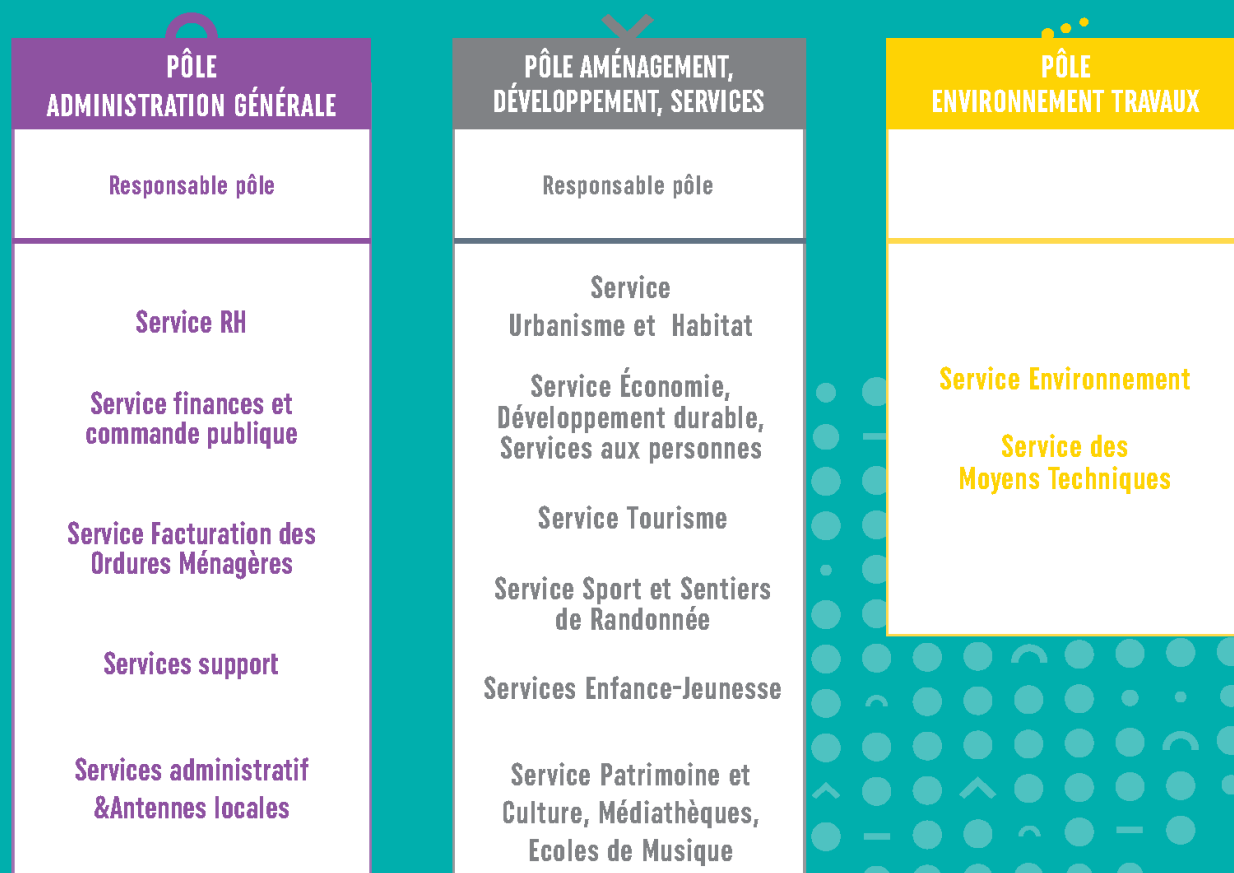 PÔLE
ADMINISTRATION GÉNÉRALE
Responsable pôle
Service RH
Service finances et
commande publique
Service Facturation des
Ordures Ménagères
Services support
Services administratif
&Antennes locales
PÔLE AMÉNAGEMENT,
DÉVELOPPEMENT, SERVICES
Responsable pôle
Service
Urbanisme et Habitat
Service Économie,
Développement durable,
Services aux personnes
Service Tourisme
Service Sport et Sentiers
de Randonnée
Services Enfance-Jeunesse
Service Patrimoine et
Culture, Médiathèques,
Ecoles de Musique
PÔLE
ENVIRONNEMENT TRAVAUX
Service Environnement
Service des
Moyens Techniques